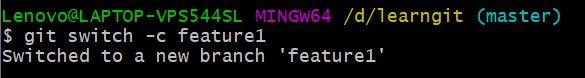 Lenovo@LAPTOP-VPS544SL MINGW64 /d/learngit (master)
$ git switch -c feature1
Switched to a new branch 'feature1'